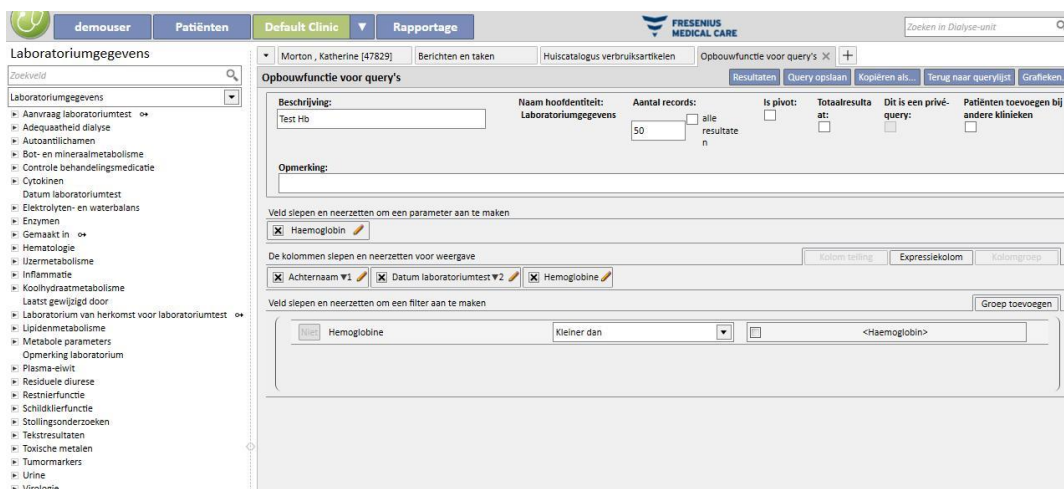 demouser
Patiënten
Default Clinic
Rapportage
FRESENIUS
MEDICAL CARE
Zoeken in Dialyse-unit
Laboratoriumgegevens
Morton , Katherine [47829]
Berichten en taken
Huiscatalogus verbruiksartikelen
Opbouwfunctie voor query's
Zoekveld
Opbouwfunctie voor query's
Resultaten
Query opslaan
Kopiëren als...
Terug naar querylijst
Grafieken.
Laboratoriumgegevens
Aanvraag laboratoriumtest
Adequaatheid dialyse
Autoantilichamen
Bot- en mineraalmetabolisme
Controle behandelingsmedicatie
Cytokinen
Datum laboratoriumtest
Elektrolyten- en waterbalans
Enzymen
Gemaakt in
Hematologie
IJzermetabolisme
Inflammatie
Koolhydraatmetabolisme
Laatst gewijzigd door
Laboratorium van herkomst voor laboratoriumtest
Lipidenmetabolisme
Metabole parameters
Opmerking laboratorium
Plasma-eiwit
Residuele diurese
Restnierfunctie
Schildklierfunctie
Stollingsonderzoeken
Tekstresultaten
Toxische metalen
Tumormarkers
Urine
Virologie
Beschrijving:
Test Hb
Naam hoofdentiteit:
Laboratoriumgegevens
Aantal records:
50
alle
resultate
n
Is pivot:
Totaalresulta
at:
Dit is een privé-
query:
Patiënten toevoegen bij
andere klinieken
Opmerking:
Veld slepen en neerzetten om een parameter aan te maken
Haemoglobin
De kolommen slepen en neerzetten voor weergave
Kolom telling
Expressiekolom
Kolomgroep
Achternaam ▼1
Datum laboratoriumtest ▼2
Hemoglobine
Veld slepen en neerzetten om een filter aan te maken
Groep toevoegen
Niet
Hemoglobine
Kleiner dan
<Haemoglobin>